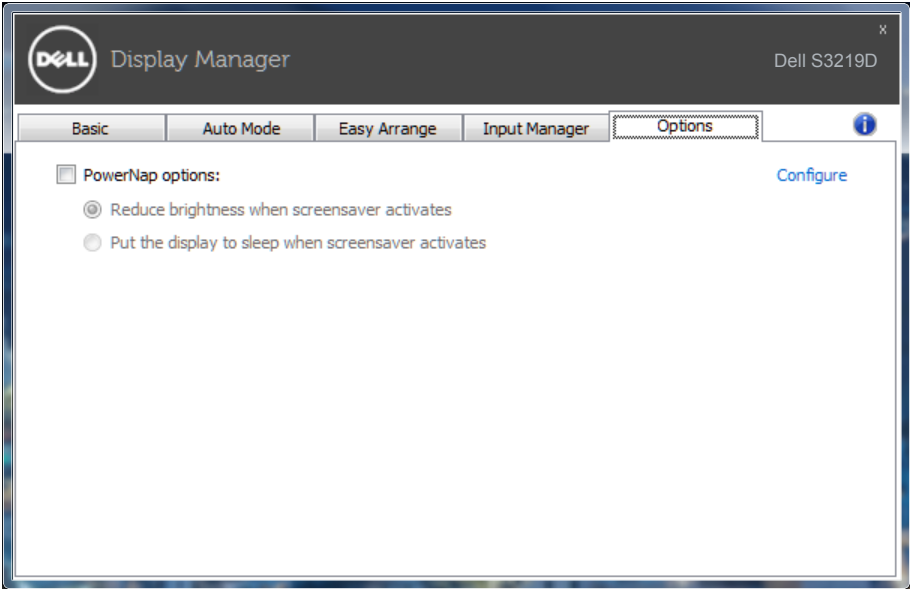 DELL
Display Manager
x
Dell S3219D
Basic
Auto Mode
Easy Arrange
Input Manager
Options
i
PowerNap options:
Configure
Reduce brightness when screensaver activates
Put the display to sleep when screensaver activates